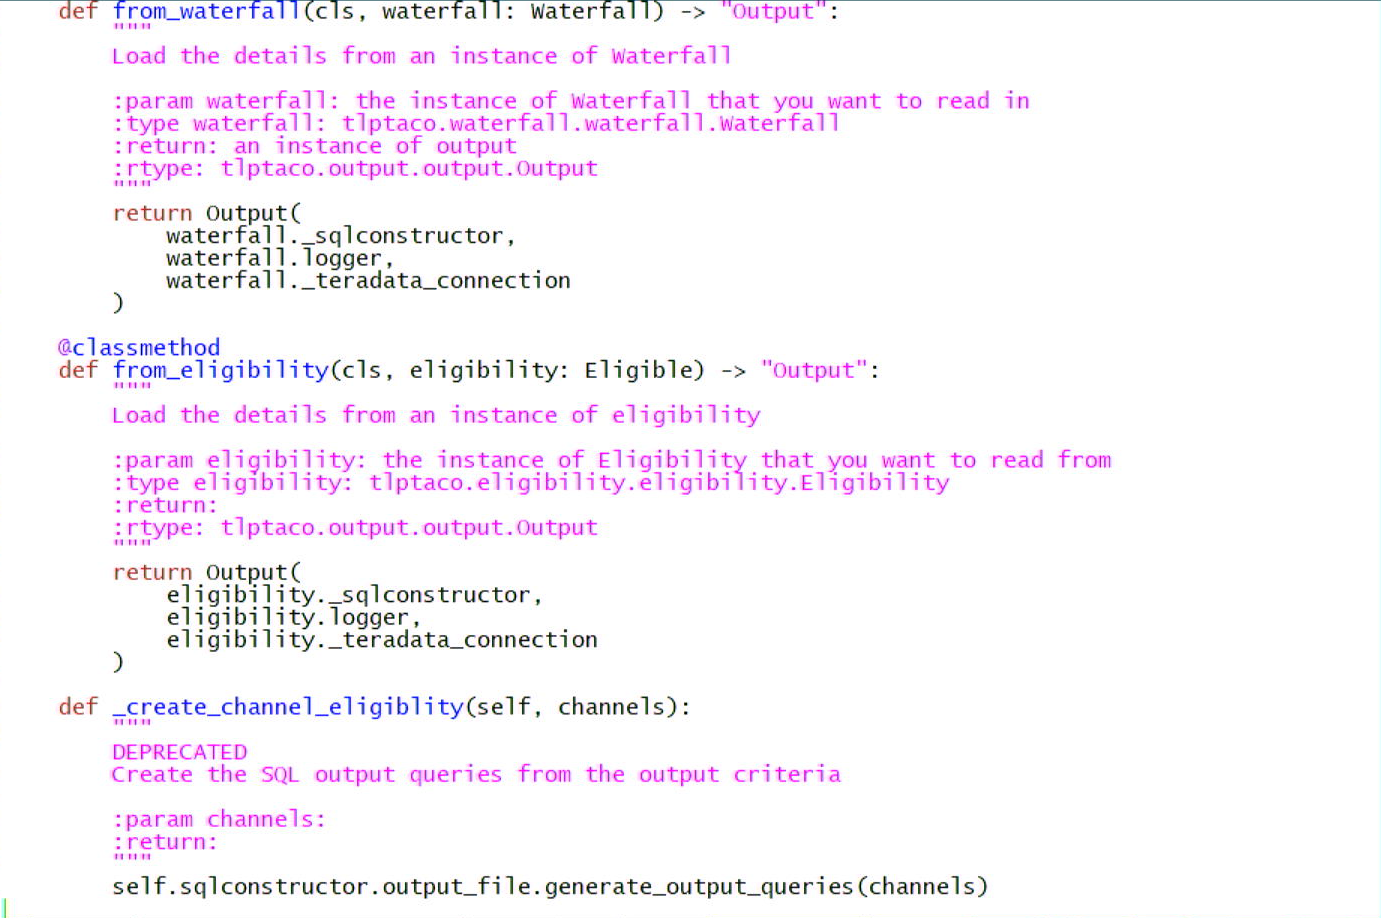 def from_waterfall(cls, waterfall: Waterfall) -> "Output":
"""
Load the details from an instance of Waterfall
:param waterfall: the instance of Waterfall that you want to read in
:type waterfall: tlptaco.waterfall.waterfall.Waterfall
:return: an instance of output
:rtype: tlptaco.output.output.Output
"""
return Output(
waterfall._sqlconstructor,
waterfall.logger,
waterfall._teradata_connection
)
@classmethod
def from_eligibility(cls, eligibility: Eligible) -> "Output":
"""
Load the details from an instance of eligibility
:param eligibility: the instance of Eligibility that you want to read from
:type eligibility: tlptaco.eligibility.eligibility.Eligibility
:return:
:rtype: tlptaco.output.output.Output
"""
return Output(
eligibility._sqlconstructor,
eligibility.logger,
eligibility._teradata_connection
)
def _create_channel_eligiblity(self, channels):
"""
DEPRECATED
Create the SQL output queries from the output criteria
:param channels:
:return:
"""
self.sqlconstructor.output_file.generate_output_queries(channels)